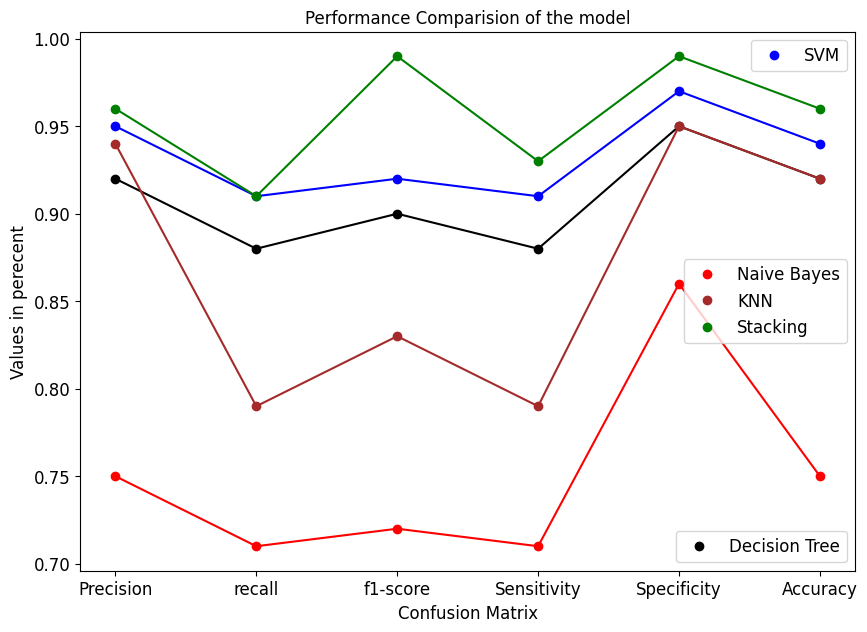 Performance Comparision of the model
1.00
0.95
0.90
0.85
0.80
0.75
0.70
Values in perecent
SVM
Naive Bayes
KNN
Stacking
Decision Tree
Precision recall f1-score Sensitivity Specificity Accuracy
Confusion Matrix